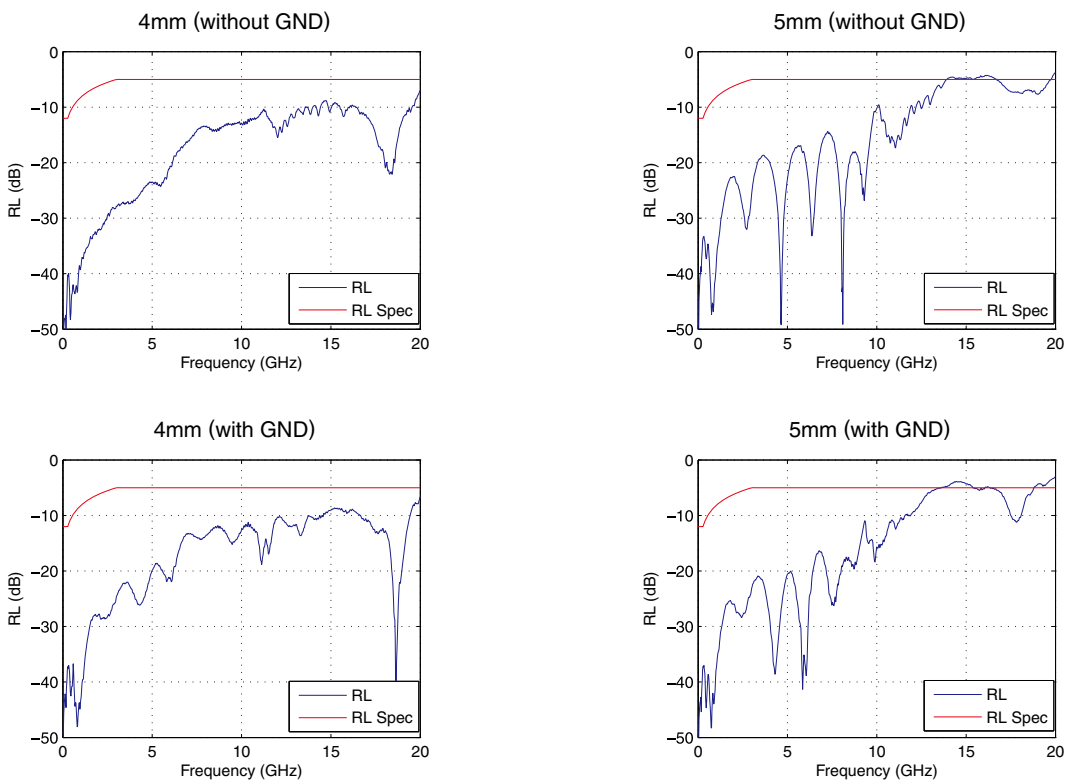 4mm (without GND)
0
−10
−20
−30
−40
−50
RL (dB)
0 5 10 15 20
Frequency (GHz)
RL
RL Spec
5mm (without GND)
0
−10
−20
−30
−40
−50
RL (dB)
0 5 10 15 20
Frequency (GHz)
RL
RL Spec
4mm (with GND)
0
−10
−20
−30
−40
−50
RL (dB)
0 5 10 15 20
Frequency (GHz)
RL
RL Spec
5mm (with GND)
0
−10
−20
−30
−40
−50
RL (dB)
0 5 10 15 20
Frequency (GHz)
RL
RL Spec